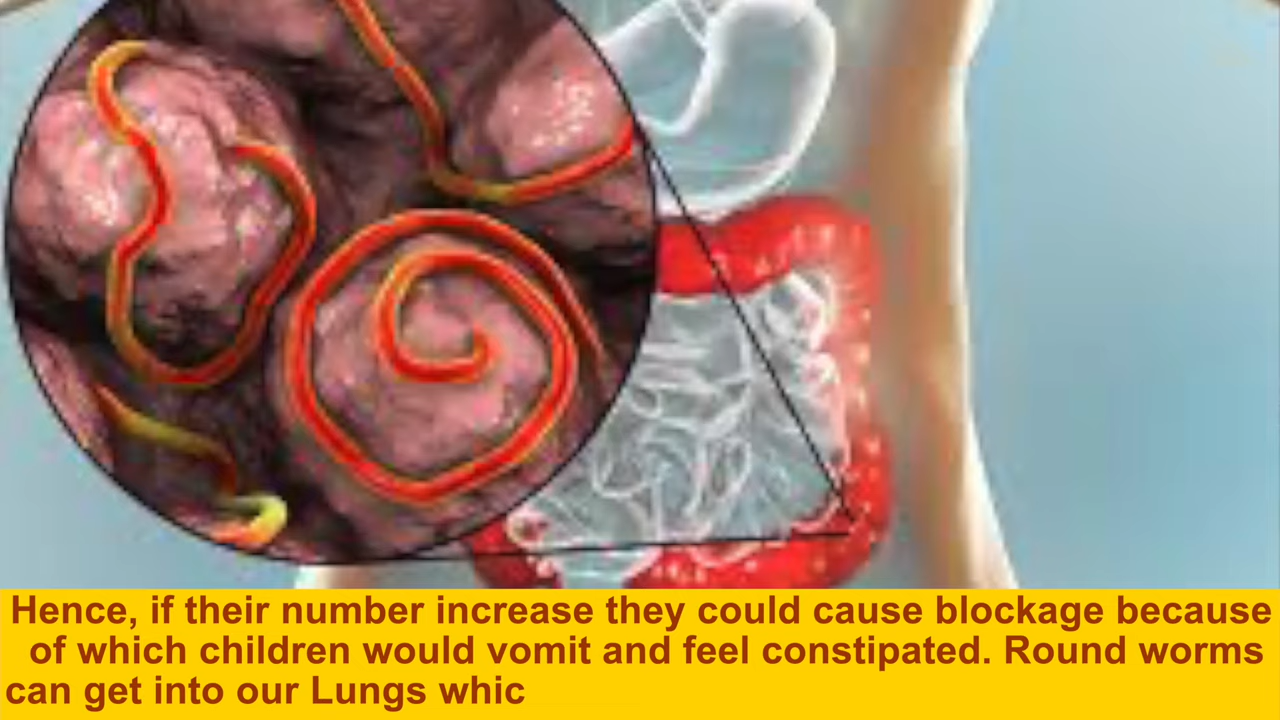 Hence, if their number increase they could cause blockage because
of which children would vomit and feel constipated. Round worms
can get into our Lungs whic